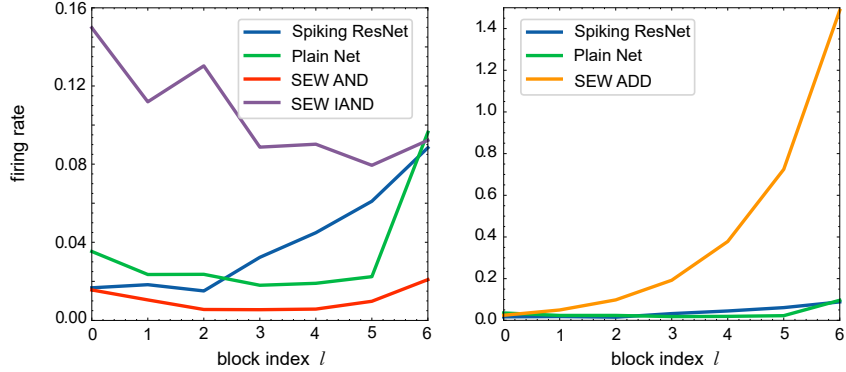 0.16
0.12
0.08
0.04
0.00
firing rate
Spiking ResNet
Plain Net
SEW AND
SEW IAND
0 1 2 3 4 5 6
block index l
1.4
1.2
1.0
0.8
0.6
0.4
0.2
0.0
Spiking ResNet
Plain Net
SEW ADD
0 1 2 3 4 5 6
block index l